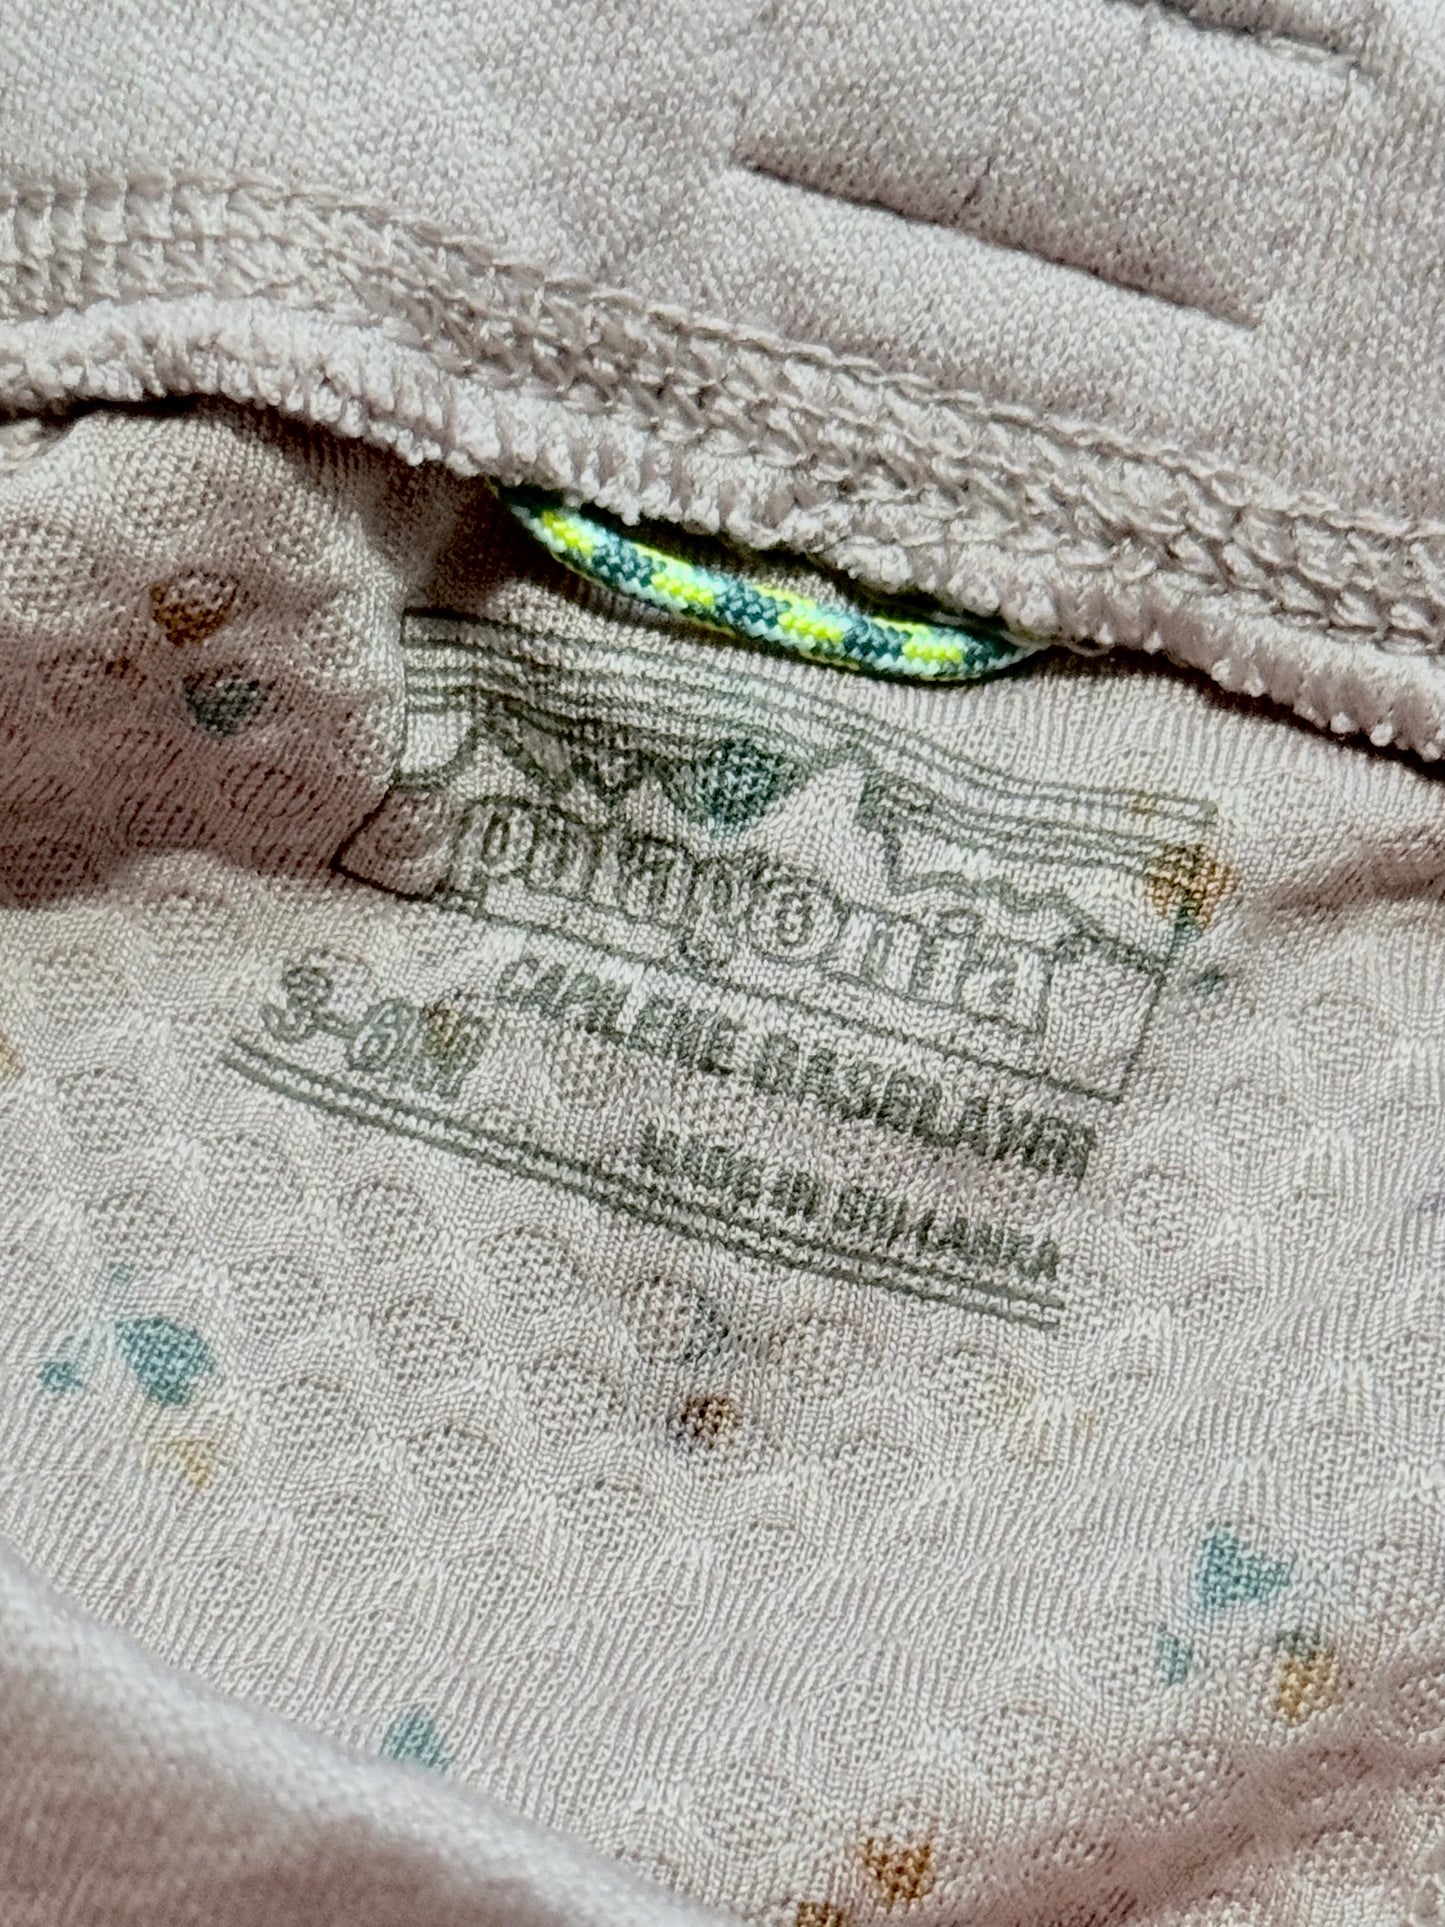 patagonia
CAPILENE BASELAYER
3-6M
MADE IN SRI LANKA